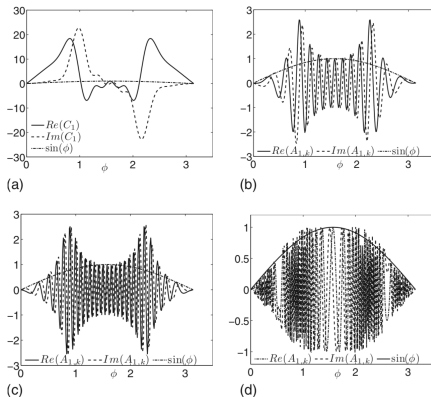 30
20
10
0
−10
−20
−30
0 1 2 3
ϕ
Re(C₁)
Im(C₁)
sin(ϕ)
(a)
3
2
1
0
−1
−2
−3
0 1 2 3
ϕ
Re(A₁,ₖ) Im(A₁,ₖ) sin(ϕ)
(b)
3
2
1
0
−1
−2
−3
0 1 2 3
ϕ
Re(A₁,ₖ) Im(A₁,ₖ) sin(ϕ)
(c)
1
0.5
0
−0.5
−1
0 1 2 3
ϕ
Re(A₁,ₖ) Im(A₁,ₖ) sin(ϕ)
(d)